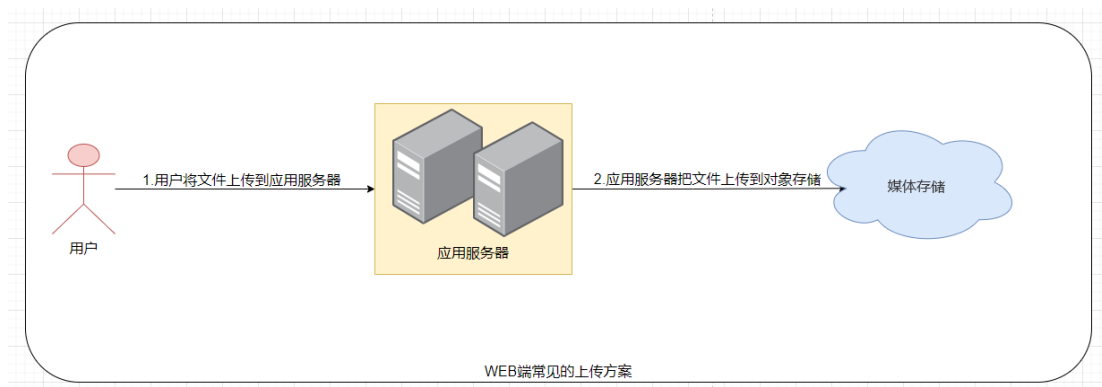 1.用户将文件上传到应用服务器
2.应用服务器把文件上传到对象存储
媒体存储
用户
应用服务器
WEB端常见的上传方案